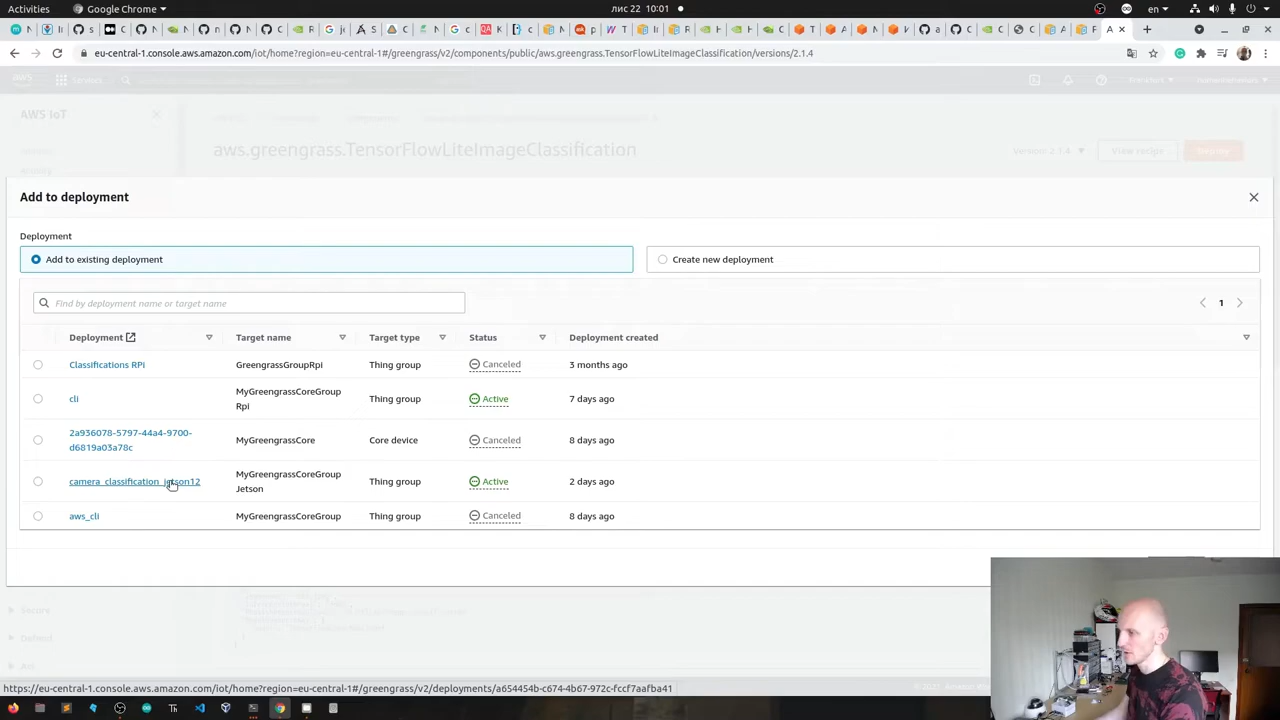 Activities
Google Chrome
лис 22 10:01
en
eu-central-1.console.aws.amazon.com/iot/home?region=eu-central-1#/greengrass/v2/components/public/aws.greengrass.TensorFlowLiteImageClassification/versions/2.1.4
aws
Services
AWS IoT
aws.greengrass.TensorFlowLiteImageClassification
Version: 2.1.4
View recipe
Deploy
Add to deployment
Deployment
Add to existing deployment
Create new deployment
Find by deployment name or target name
1
Deployment Target name Target type Status Deployment created
Classifications RPi GreengrassGroupRpi Thing group Canceled 3 months ago
cli MyGreengrassCoreGroup
Rpi Thing group Active 7 days ago
2a936078-5797-44a4-9700-
d6819a03a78c MyGreengrassCore Core device Canceled 8 days ago
camera_classification_jetson12 MyGreengrassCoreGroup
Jetson Thing group Active 2 days ago
aws_cli MyGreengrassCoreGroup Thing group Canceled 8 days ago
Secure
Defend
https://eu-central-1.console.aws.amazon.com/iot/home?region=eu-central-1#/greengrass/v2/deployments/a654454b-c674-4b67-972c-fccf7aafba41